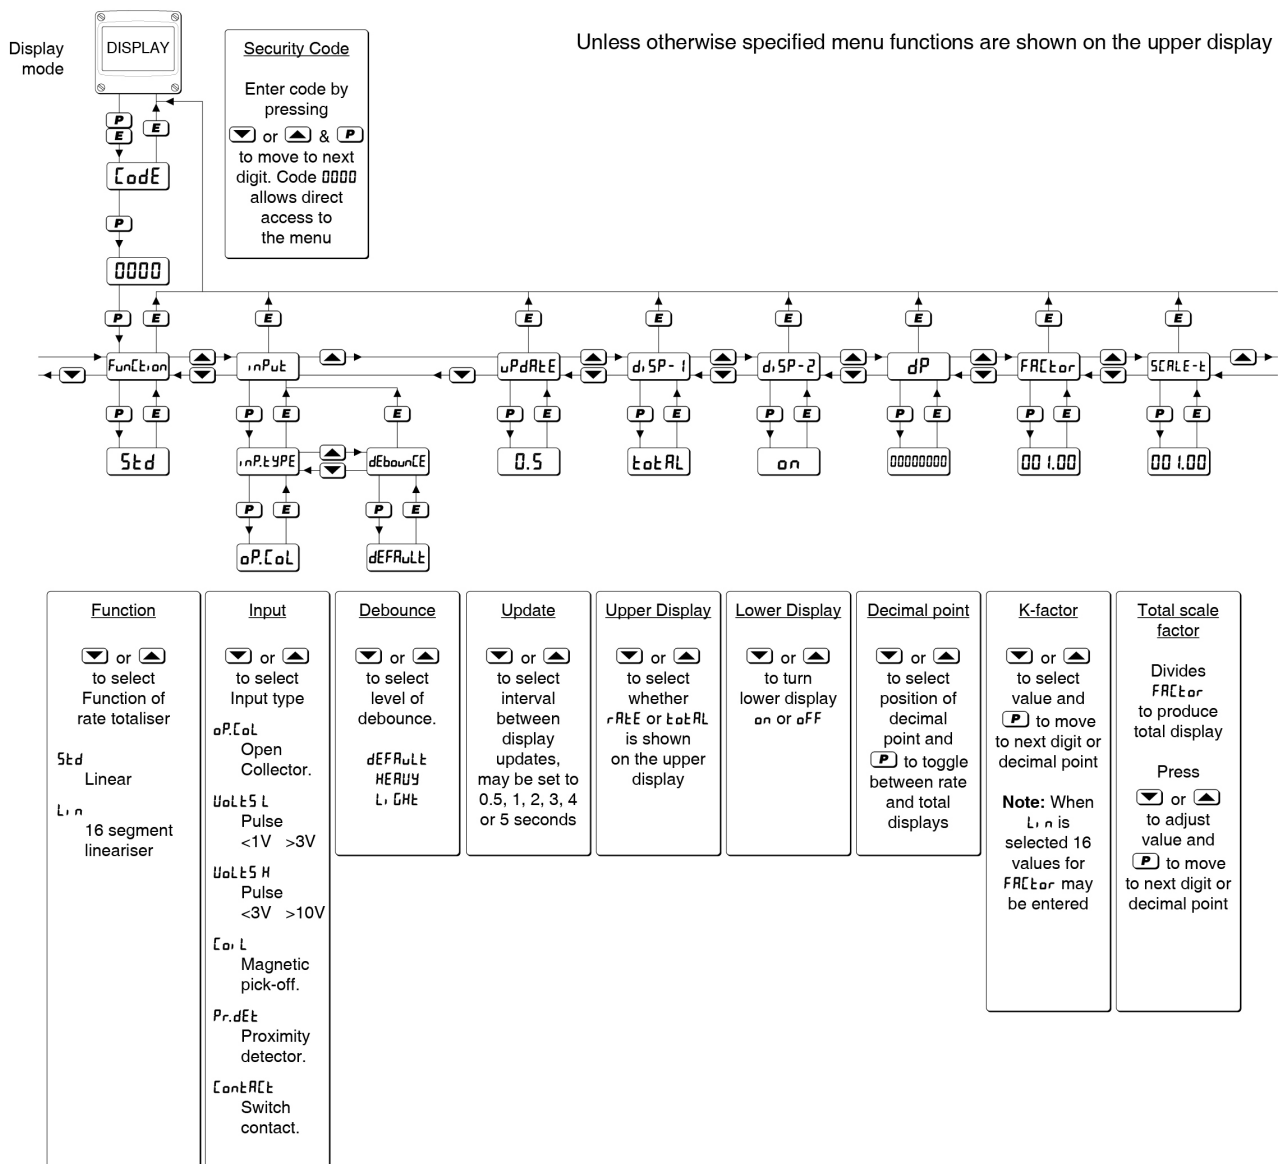 Display
mode
DISPLAY
Unless otherwise specified menu functions are shown on the upper display
Security Code
Enter code by
pressing
or & P
to move to next
digit. Code 0000
allows direct
access to
the menu
P
E
E
CodE
P
0000
P E E E E E E E E
FunCtion inPut uPdAtE diSP-1 diSP-2 dP FACtor SCALE-t
P E P E E P E P E P E P E P E P E
Std inP.tYPE dEbounCE 0.5 totAL on 00000000 001.00 001.00
P E P E
oP.CoL dEFAuLt
Function
or
to select
Function of
rate totaliser
Std
Linear
Lin
16 segment
lineariser
Input
or
to select
Input type
oP.CoL
Open
Collector.
VoLtS L
Pulse
<1V >3V
VoLtS H
Pulse
<3V >10V
CoiL
Magnetic
pick-off.
Pr.dEt
Proximity
detector.
ContACt
Switch
contact.
Debounce
or
to select
level of
debounce.
dEFAuLt
HEAVY
LiGHt
Update
or
to select
interval
between
display
updates,
may be set to
0.5, 1, 2, 3, 4
or 5 seconds
Upper Display
or
to select
whether
rAtE or totAL
is shown
on the upper
display
Lower Display
or
to turn
lower display
on or oFF
Decimal point
or
to select
position of
decimal
point and
P to toggle
between rate
and total
displays
K-factor
or
to select
value and
P to move
to next digit or
decimal point
Note: When
Lin is
selected 16
values for
FACtor may
be entered
Total scale
factor
Divides
FACtor
to produce
total display
Press
or
to adjust
value and
P to move
to next digit or
decimal point